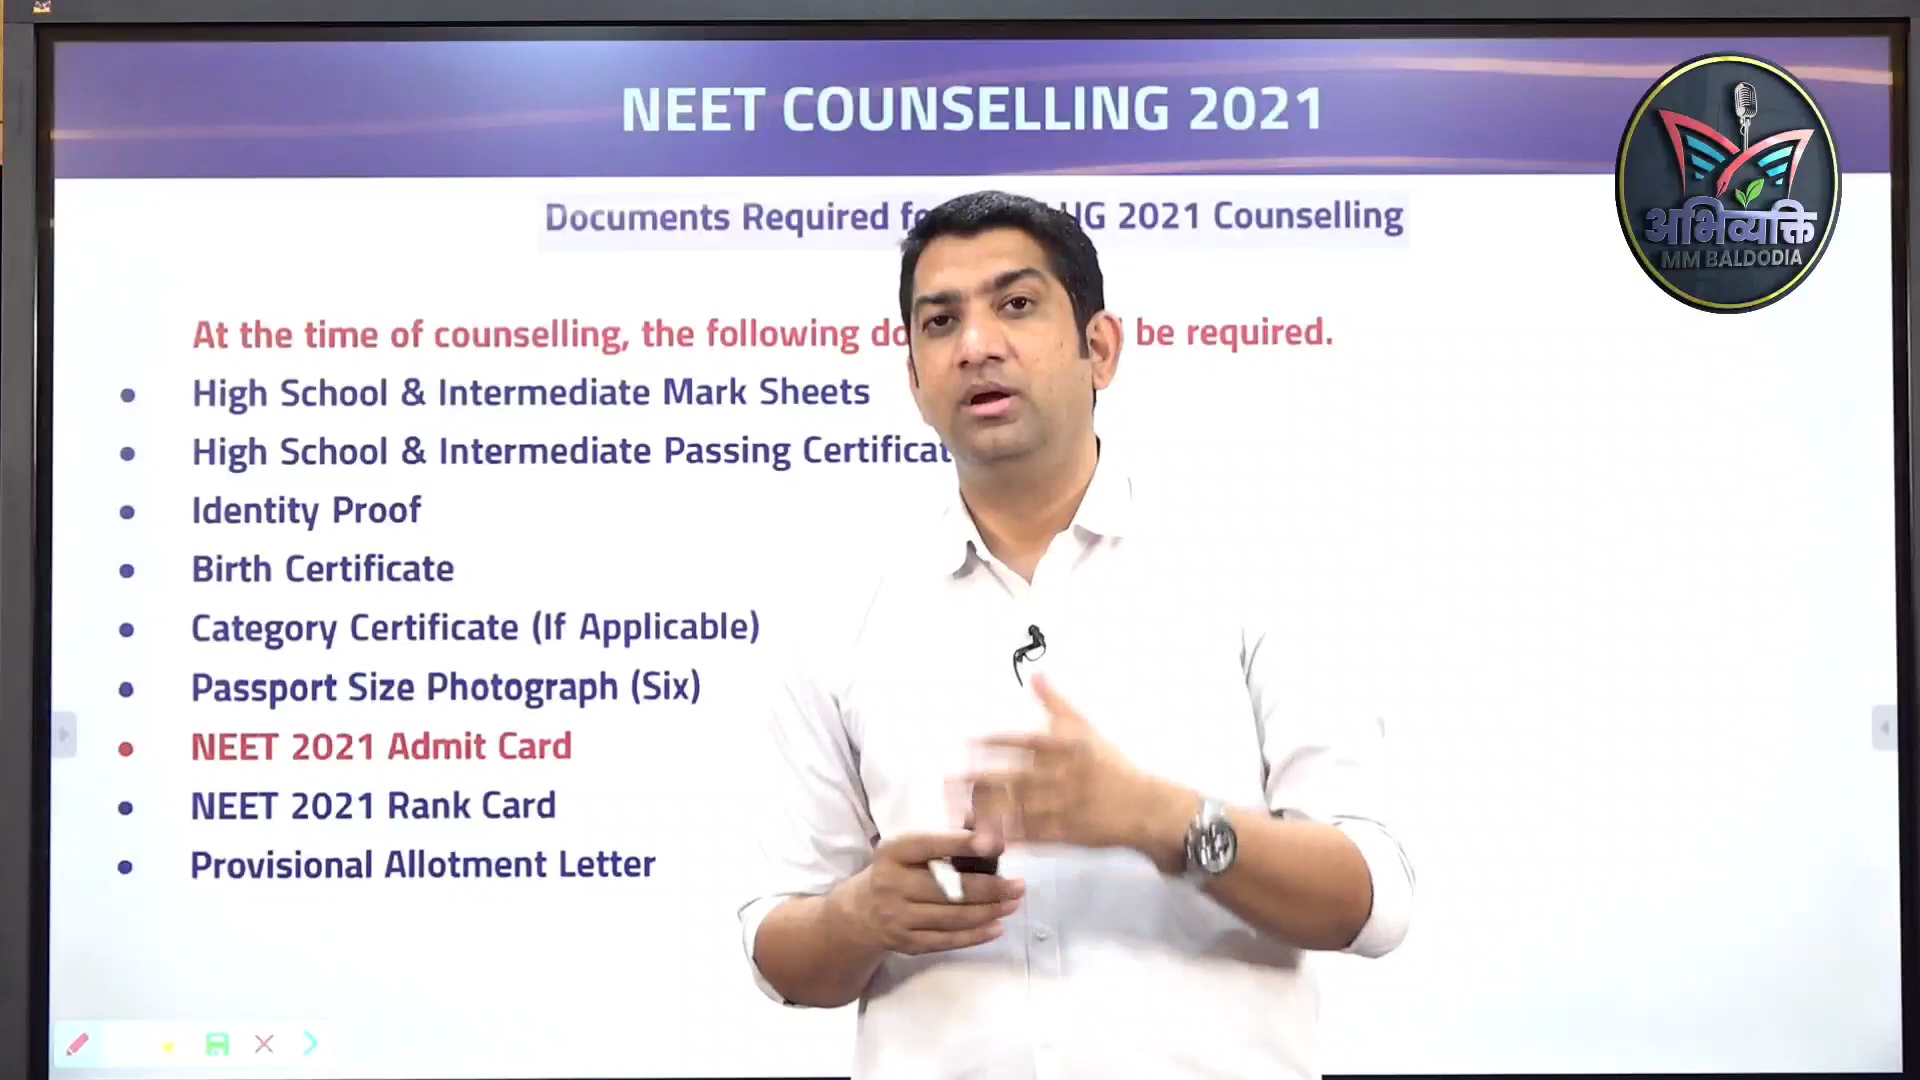 NEET COUNSELLING 2021
अभिव्यक्ति
MM BALDODIA
Documents Required UG 2021 Counselling
At the time of counselling, the following be required.
High School & Intermediate Mark Sheets
High School & Intermediate Passing
Identity Proof
Birth Certificate
Category Certificate (If Applicable)
Passport Size Photograph (Six)
NEET 2021 Admit Card
NEET 2021 Rank Card
Provisional Allotment Letter